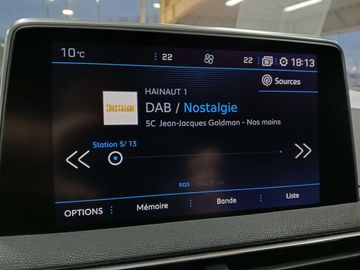 10°C 22 22 18:13
Sources
HAINAUT 1
NOSTALGIE
DAB / Nostalgie
5C Jean-Jacques Goldman - Nos mains
Station 5/ 13
RDS
OPTIONS Mémoire Bande Liste